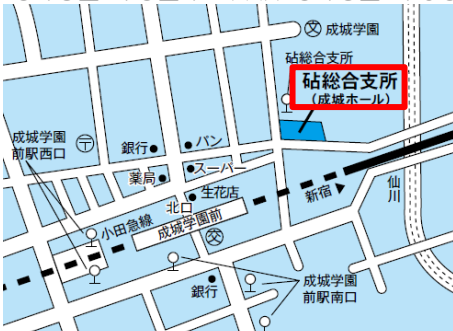 成城学園
砧総合支所
砧総合支所
(成城ホール)
成城学園
前駅西口
銀行
パン
薬局
スーパー
生花店
北口
小田急線
成城学園前
新宿
仙川
銀行
成城学園
前駅南口